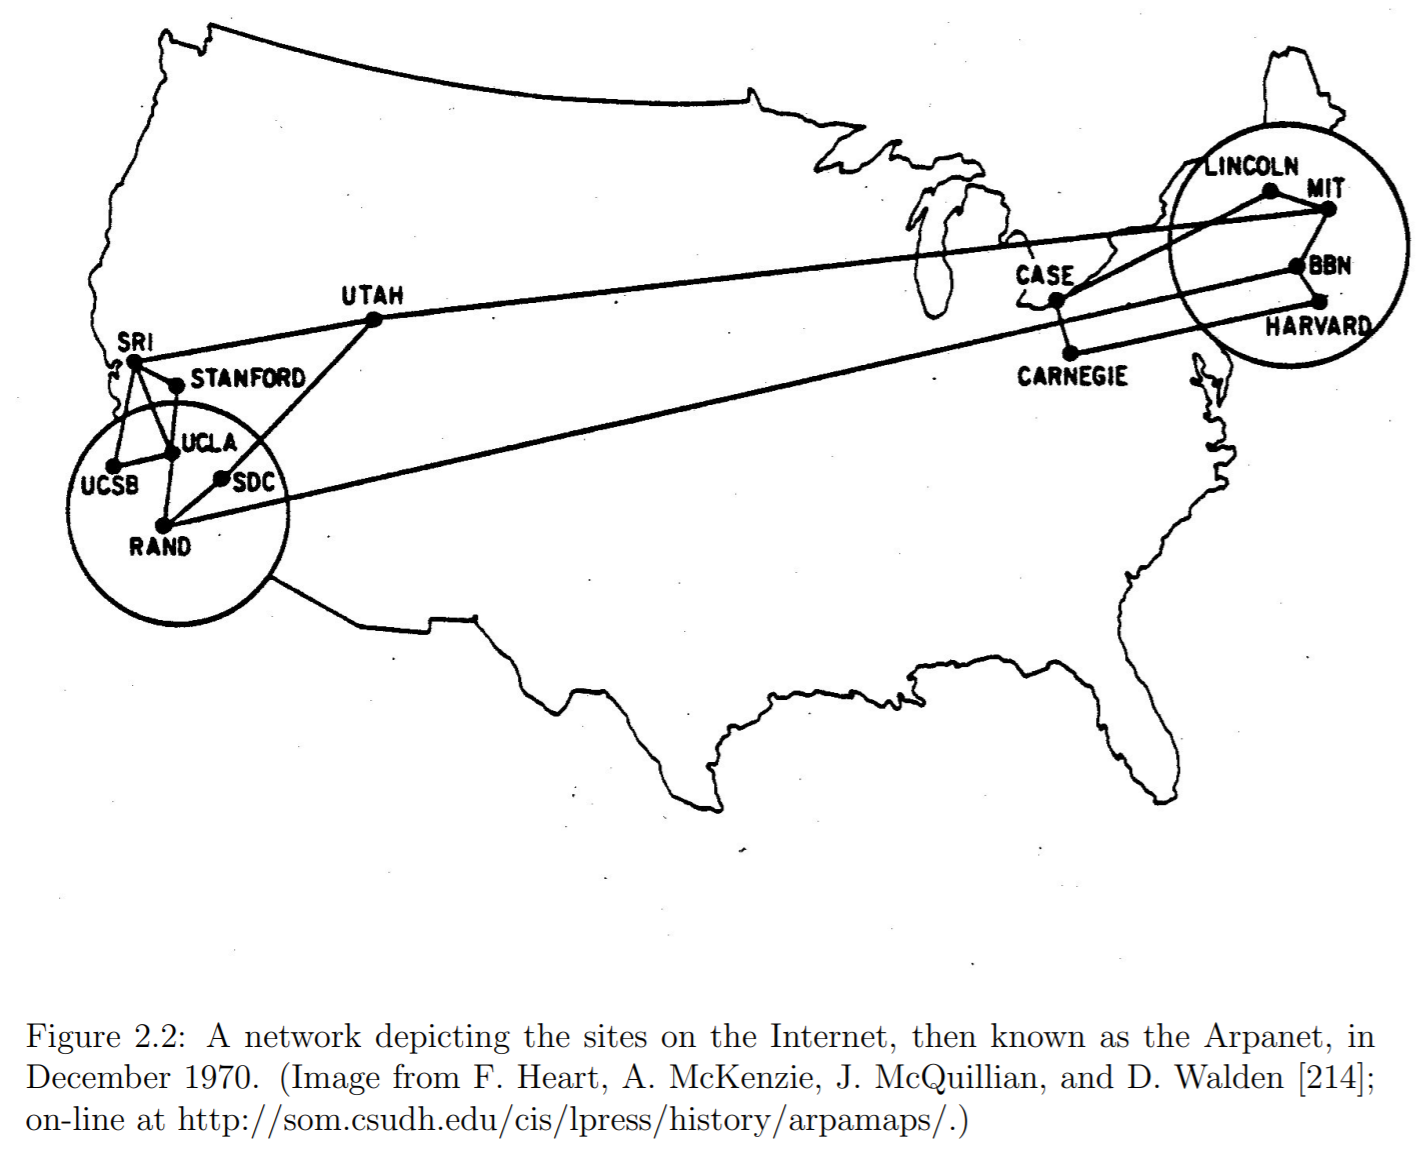 LINCOLN
MIT
CASE
BBN
UTAH
HARVARD
SRI
STANFORD
CARNEGIE
UCLA
UCSB
SDC
RAND
Figure 2.2: A network depicting the sites on the Internet, then known as the Arpanet, in
December 1970. (Image from F. Heart, A. McKenzie, J. McQuillian, and D. Walden [214];
on-line at http://som.csudh.edu/cis/lpress/history/arpamaps/.)